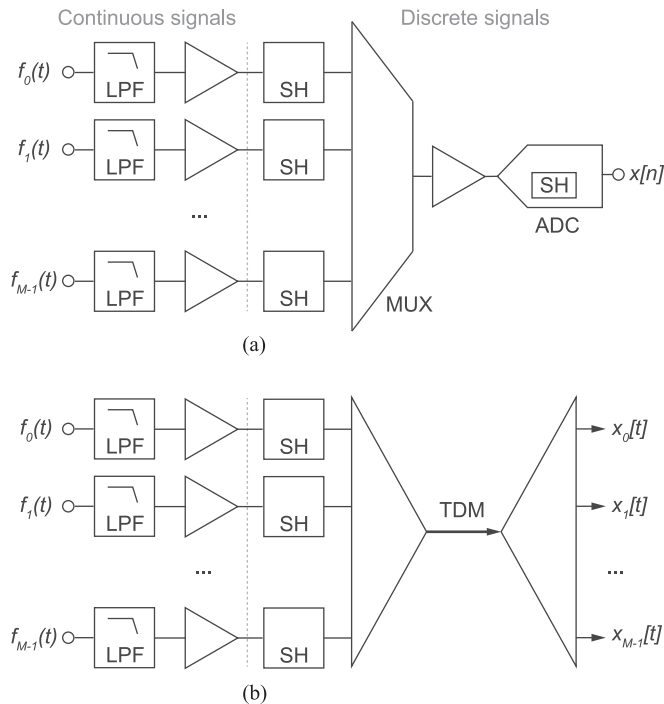 Continuous signals Discrete signals
f0(t) LPF SH
f1(t) LPF SH
...
fM-1(t) LPF SH
MUX
SH
ADC
x[n]
(a)
f0(t) LPF SH x0[t]
f1(t) LPF SH TDM x1[t]
... ...
fM-1(t) LPF SH xM-1[t]
(b)